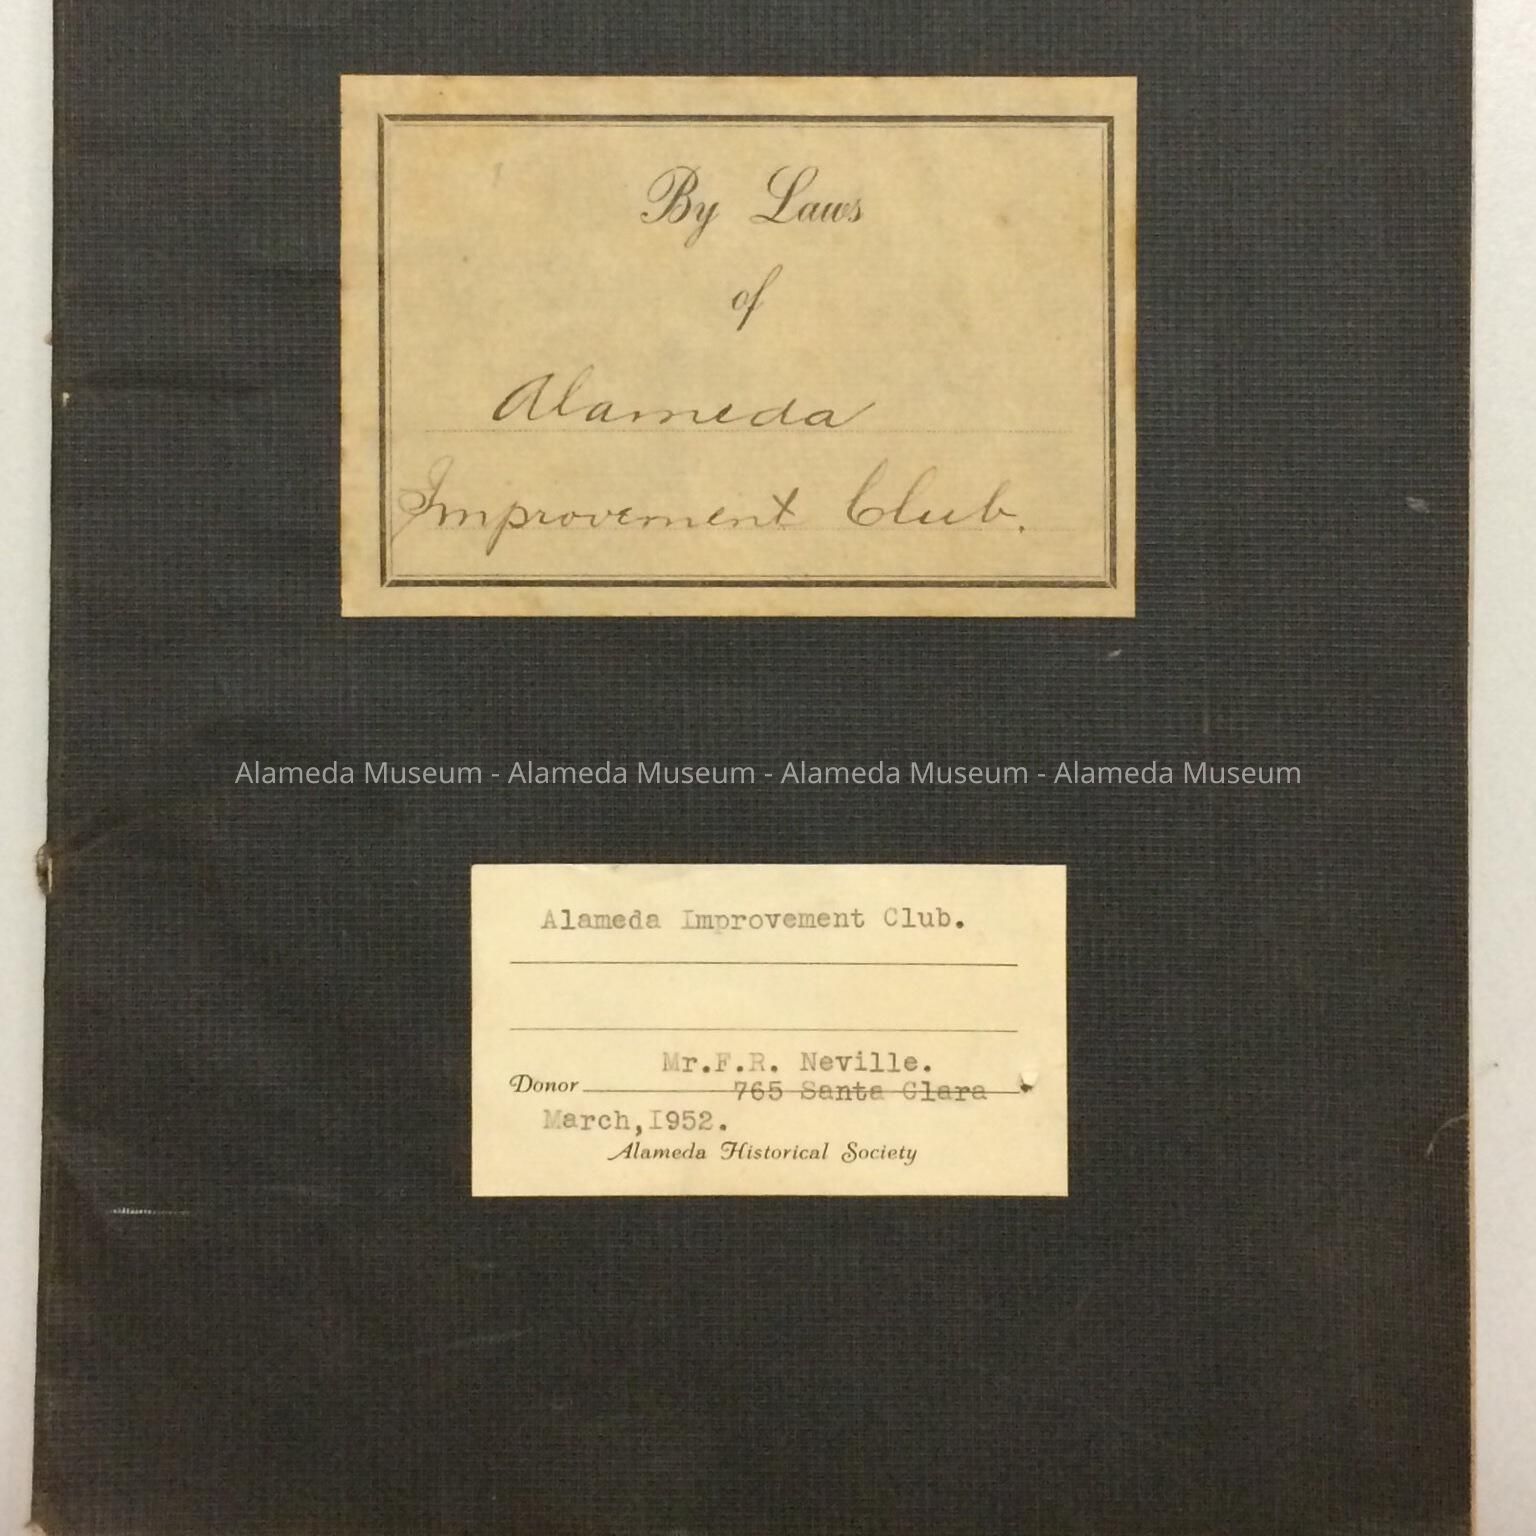 By Laws
of
Alameda
Improvement Club.
Alameda Museum - Alameda Museum - Alameda Museum - Alameda Museum
Alameda Improvement Club.
Mr.F.R. Neville.
Donor 765 Santa Clara
March,I952.
Alameda Historical Society